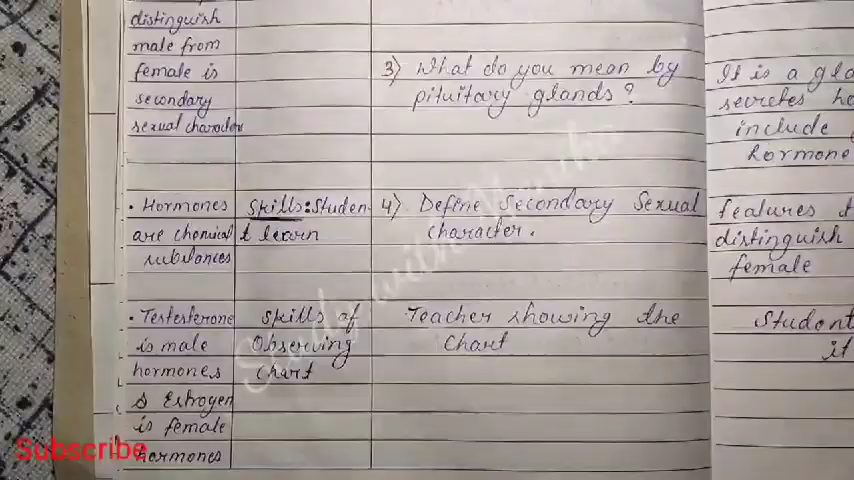 distinguish
male from
female is
secondary
sexual character
• Hormones
are chemical
substances
• Testesterone
is male
hormones
& Estrogen
is female
hormones
Skills: Studen-
t learn
skills of
Observing
chart
3) What do you mean by
pituitary glands?
4) Define Secondary Sexual
character.
Teacher showing the
Chart
It is a gla
secretes ho
include
hormone
features t
distinguish
female
Student
it
Subscribe